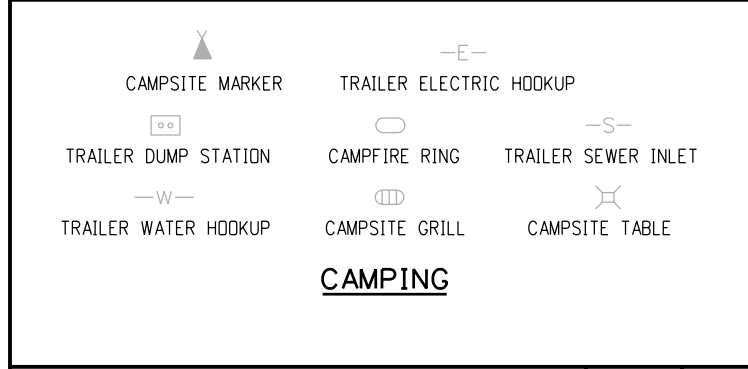 —E—
CAMPSITE MARKER TRAILER ELECTRIC HOOKUP
—S—
TRAILER DUMP STATION CAMPFIRE RING TRAILER SEWER INLET
—W—
TRAILER WATER HOOKUP CAMPSITE GRILL CAMPSITE TABLE
CAMPING